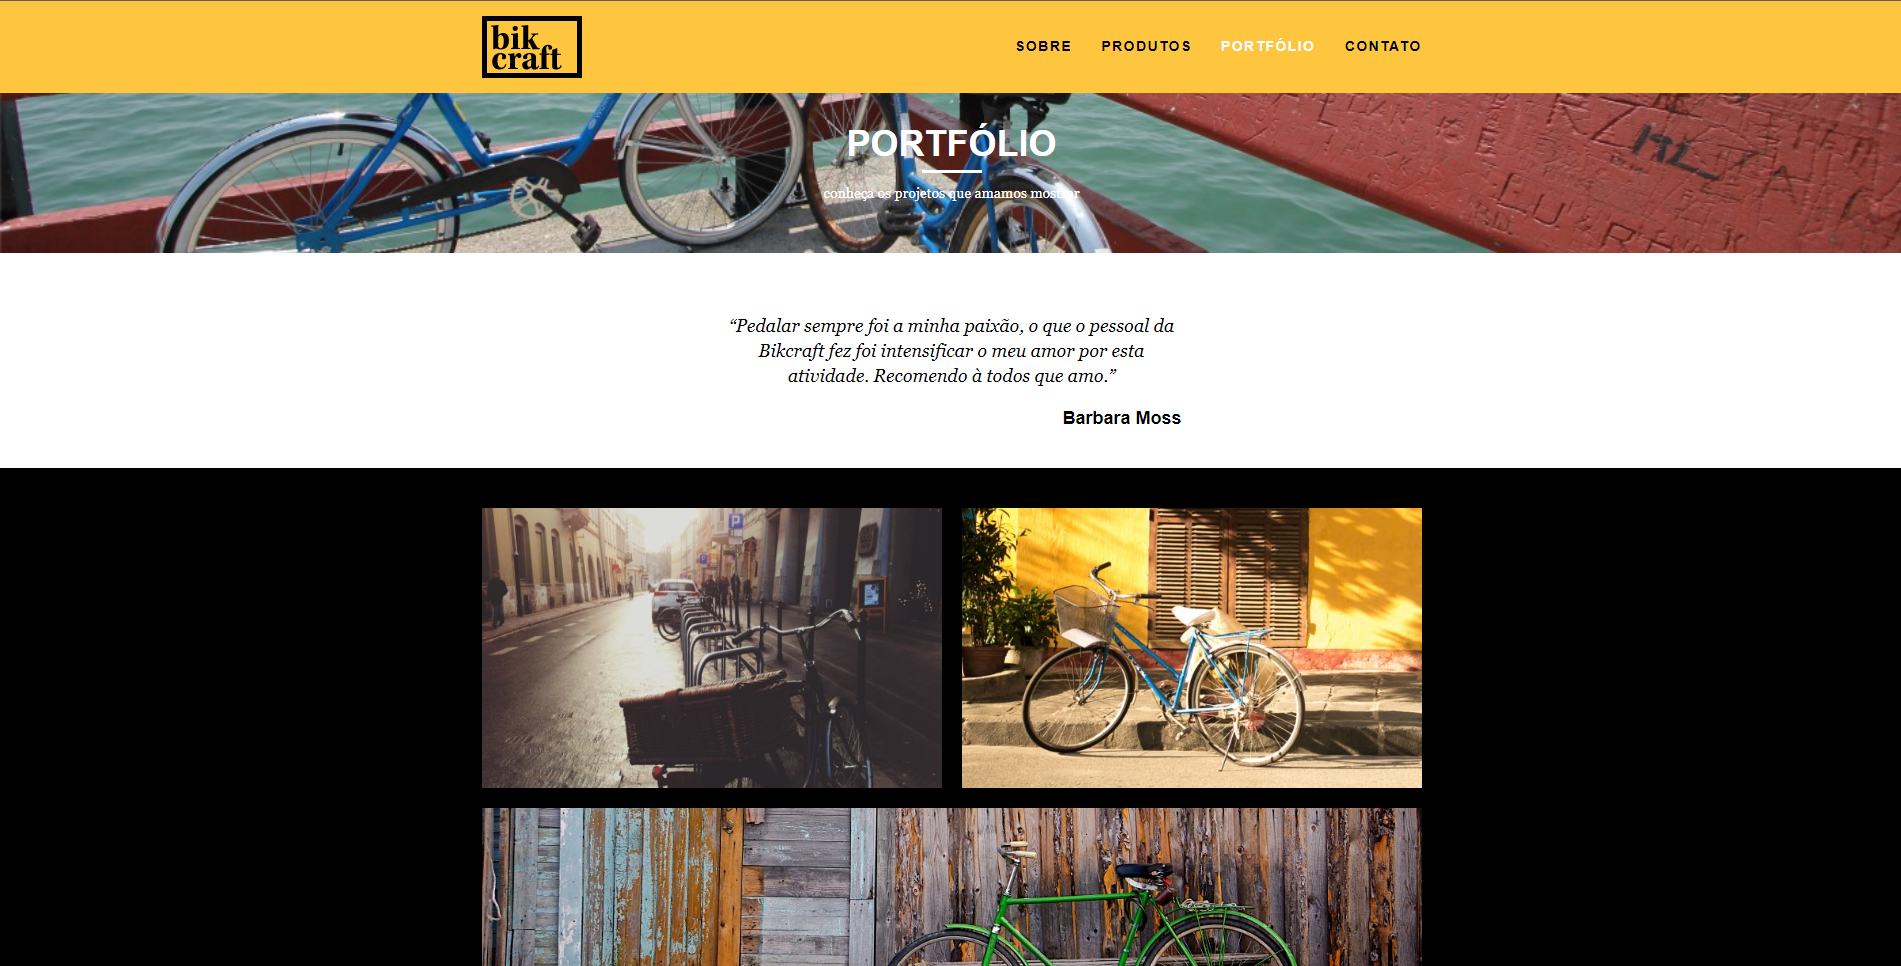 bik
craft
SOBRE PRODUTOS PORTFÓLIO CONTATO
PORTFÓLIO
conheça os projetos que amamos mostrar
“Pedalar sempre foi a minha paixão, o que o pessoal da
Bikcraft fez foi intensificar o meu amor por esta
atividade. Recomendo à todos que amo.”
Barbara Moss
P